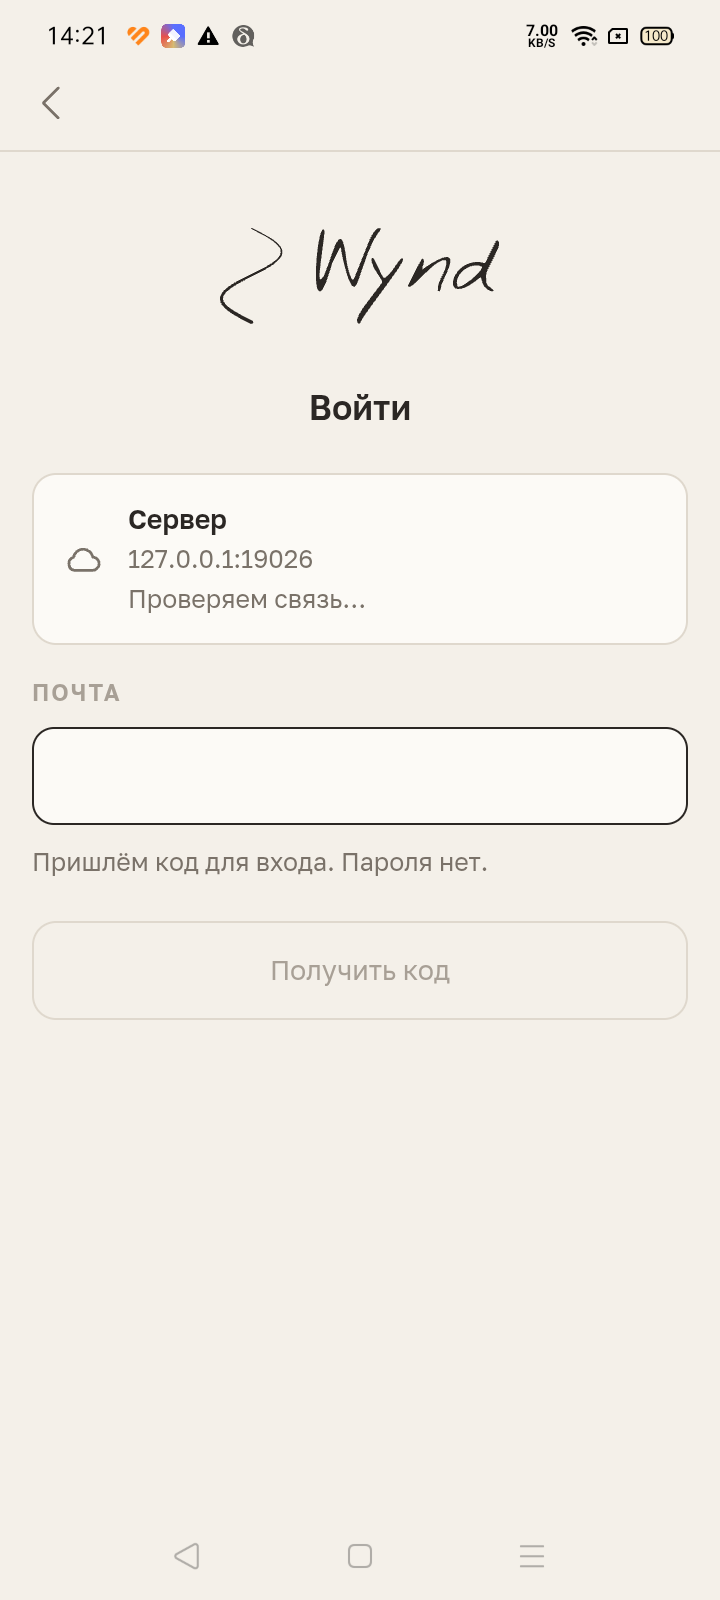 14:21
7.00
KB/S
100
Wynd
Войти
Сервер
127.0.0.1:19026
Проверяем связь...
ПОЧТА
Пришлём код для входа. Пароля нет.
Получить код